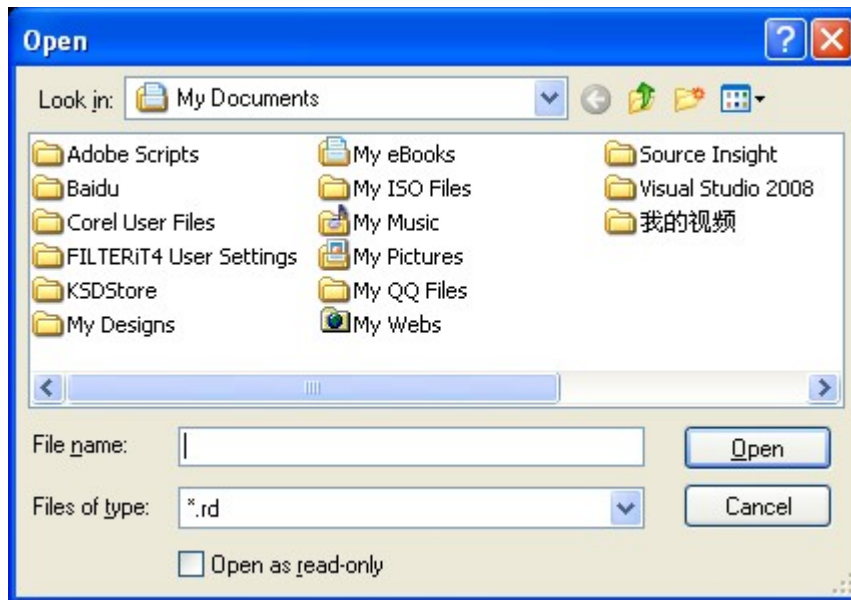 Open
Look in: My Documents
Adobe Scripts
Baidu
Corel User Files
FILTERiT4 User Settings
KSDStore
My Designs
My eBooks
My ISO Files
My Music
My Pictures
My QQ Files
My Webs
Source Insight
Visual Studio 2008
我的视频
File name:
Open
Files of type: *.rd
Cancel
Open as read-only